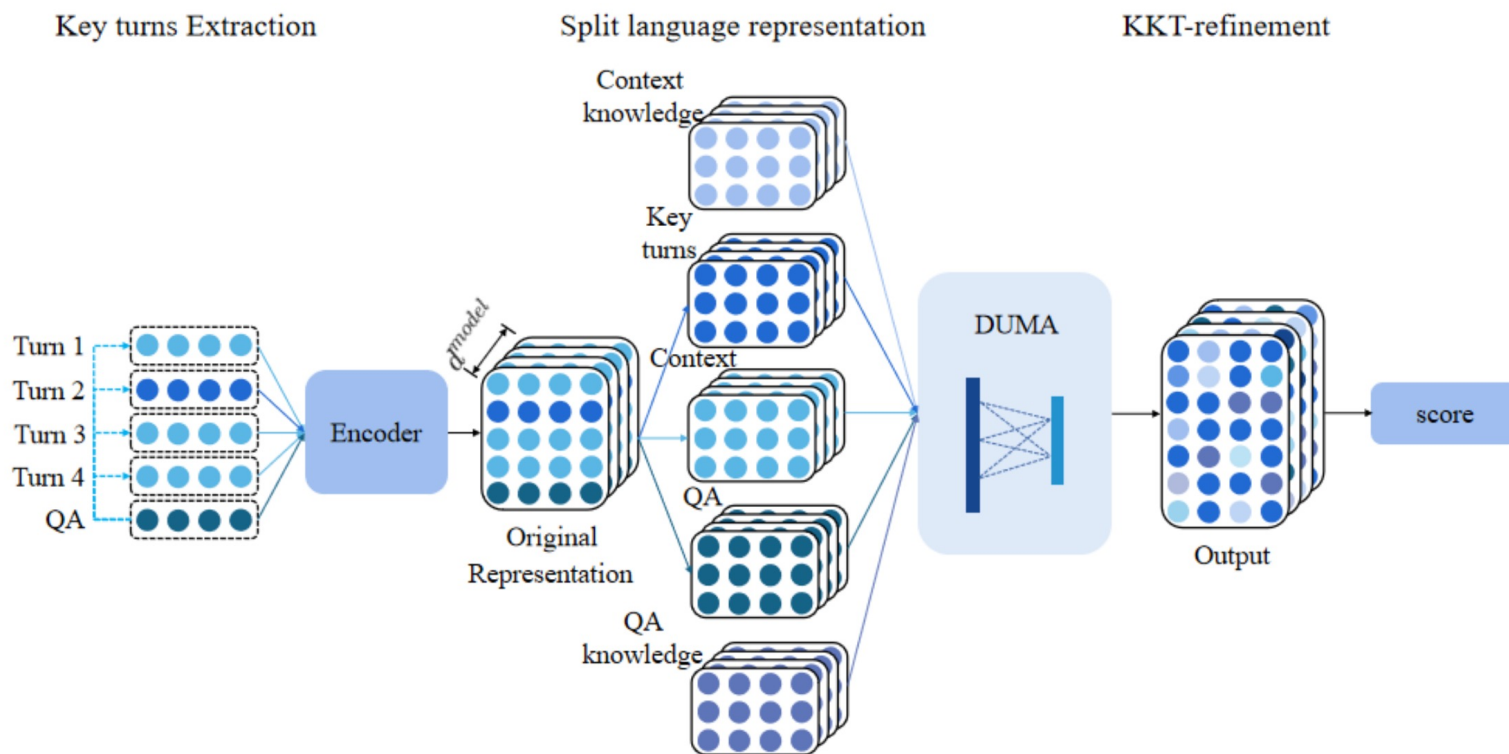 Key turns Extraction
Split language representation
KKT-refinement
Turn 1
Turn 2
Turn 3
Turn 4
QA
Encoder
d^model
Original
Representation
Context
knowledge
Key
turns
Context
QA
QA
knowledge
DUMA
Output
score